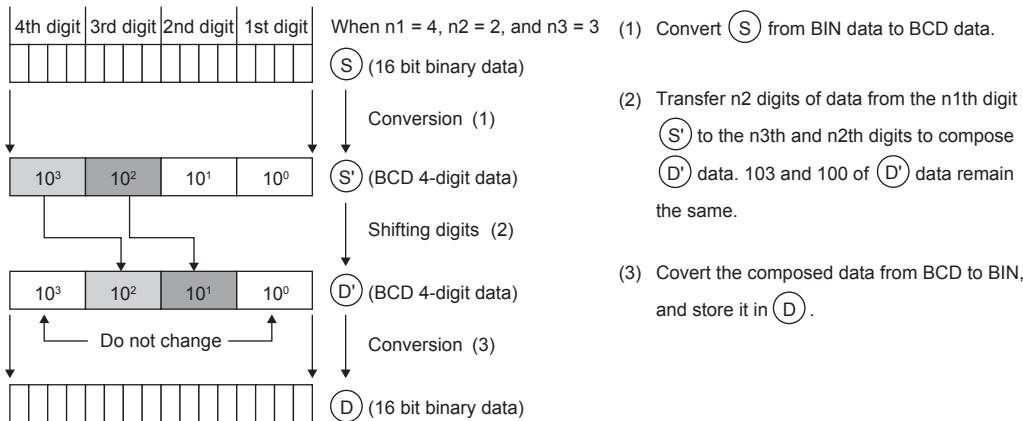 4th digit 3rd digit 2nd digit 1st digit When n1 = 4, n2 = 2, and n3 = 3
S (16 bit binary data)
Conversion (1)
10³ 10² 10¹ 10⁰ S' (BCD 4-digit data)
Shifting digits (2)
10³ 10² 10¹ 10⁰ D' (BCD 4-digit data)
Do not change
Conversion (3)
D (16 bit binary data)
(1) Convert S from BIN data to BCD data.
(2) Transfer n2 digits of data from the n1th digit
S' to the n3th and n2th digits to compose
D' data. 103 and 100 of D' data remain
the same.
(3) Covert the composed data from BCD to BIN,
and store it in D .